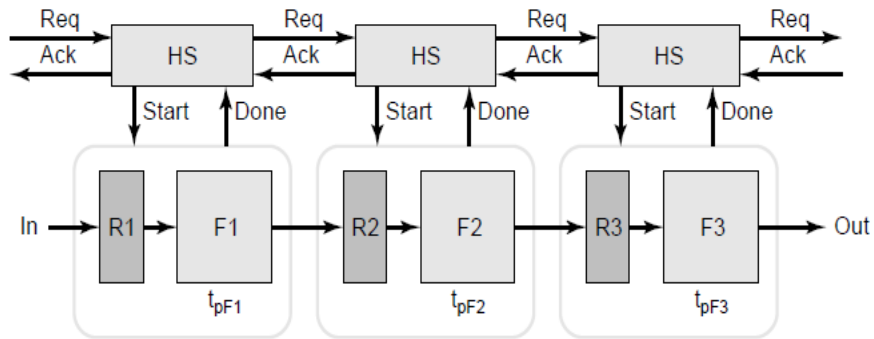 Req Req Req Req
Ack HS Ack HS Ack HS Ack
Start Done Start Done Start Done
In R1 F1 R2 F2 R3 F3 Out
tpF1 tpF2 tpF3